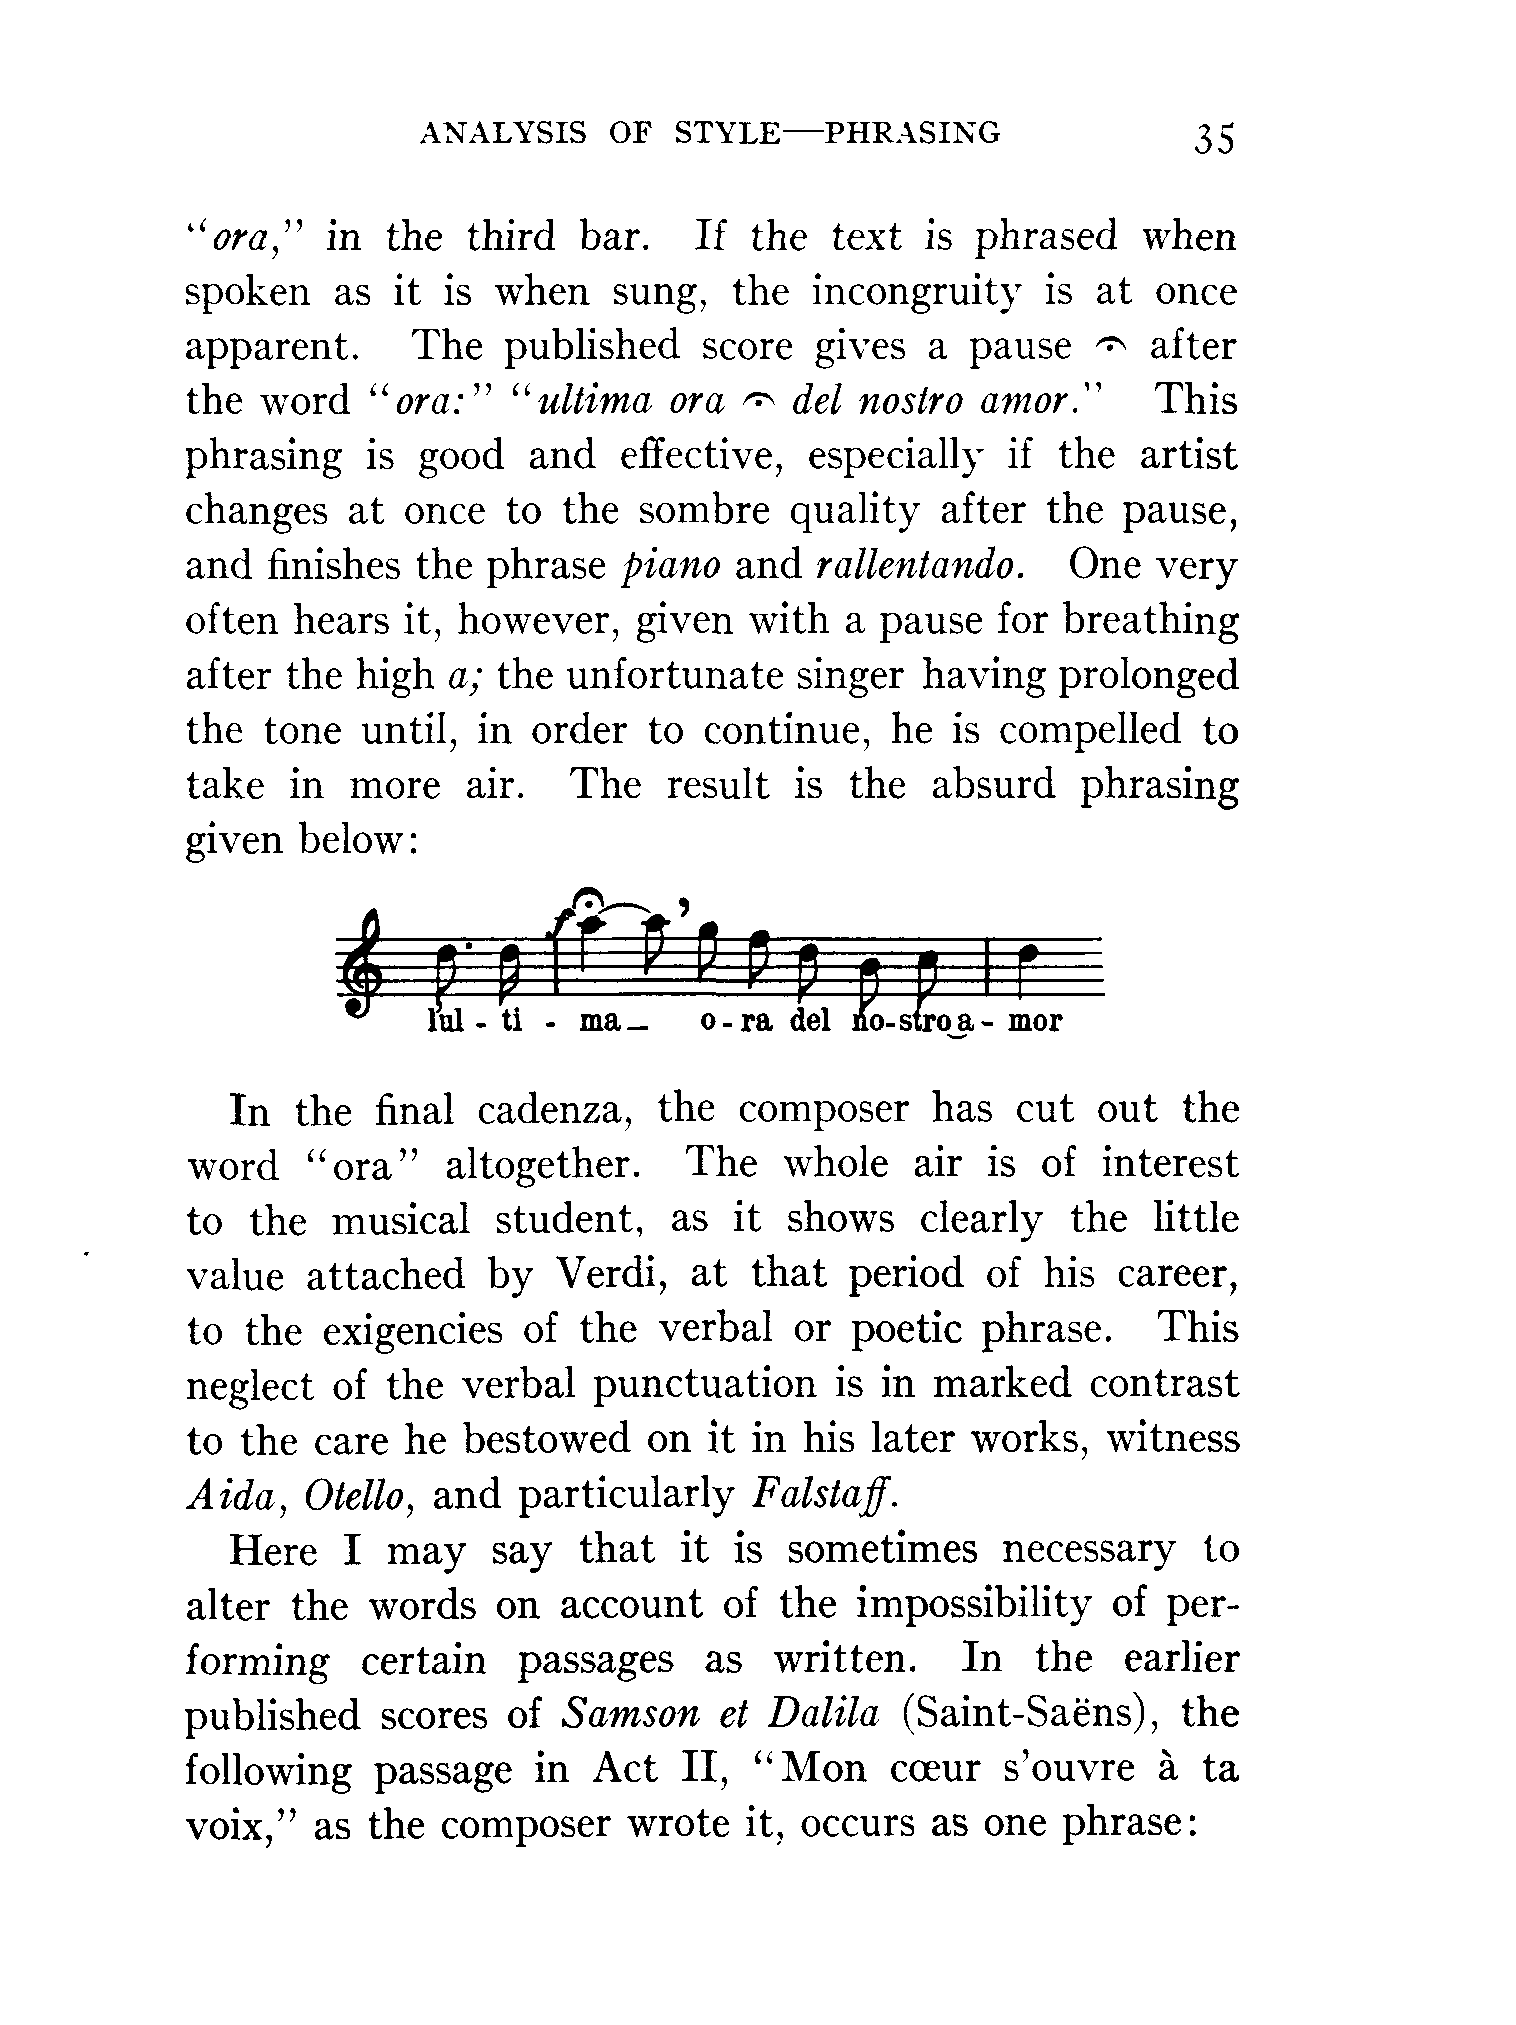 ANALYSIS OF STYLE—PHRASING 35
"ora," in the third bar. If the text is phrased when
spoken as it is when sung, the incongruity is at once
apparent. The published score gives a pause 𝄐 after
the word "ora:" "ultima ora 𝄐 del nostro amor." This
phrasing is good and effective, especially if the artist
changes at once to the sombre quality after the pause,
and finishes the phrase piano and rallentando. One very
often hears it, however, given with a pause for breathing
after the high a; the unfortunate singer having prolonged
the tone until, in order to continue, he is compelled to
take in more air. The result is the absurd phrasing
given below:
f
l'ul - ti - ma_ o-ra del no-stro‿a - mor
In the final cadenza, the composer has cut out the
word "ora" altogether. The whole air is of interest
to the musical student, as it shows clearly the little
value attached by Verdi, at that period of his career,
to the exigencies of the verbal or poetic phrase. This
neglect of the verbal punctuation is in marked contrast
to the care he bestowed on it in his later works, witness
Aida, Otello, and particularly Falstaff.
Here I may say that it is sometimes necessary to
alter the words on account of the impossibility of per-
forming certain passages as written. In the earlier
published scores of Samson et Dalila (Saint-Saëns), the
following passage in Act II, "Mon cœur s'ouvre à ta
voix," as the composer wrote it, occurs as one phrase: